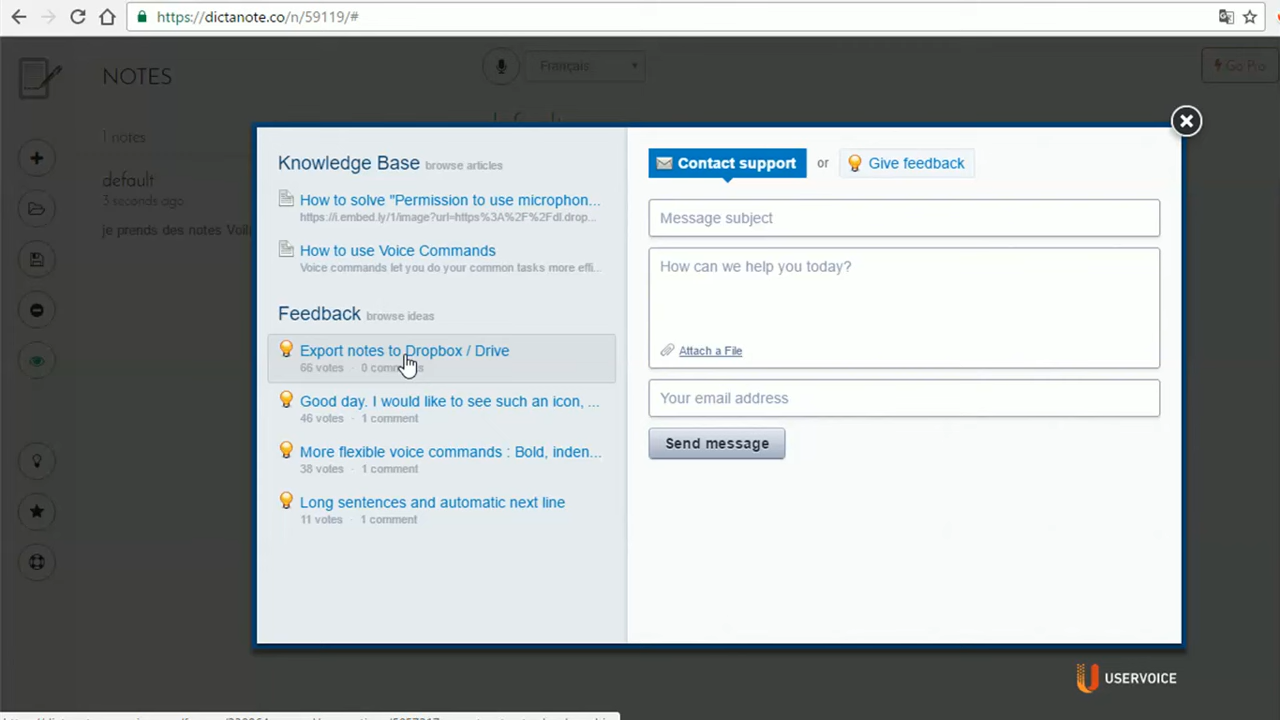 https://dictanote.co/n/59119/#
NOTES
Français
Go Pro
1 notes
default
3 seconds ago
je prends des notes Voil
Knowledge Base browse articles
How to solve "Permission to use microphon...
https://i.embed.ly/1/image?url=https%3A%2F%2Fdl.drop...
How to use Voice Commands
Voice commands let you do your common tasks more effi...
Feedback browse ideas
Export notes to Dropbox / Drive
66 votes · 0 comments
Good day. I would like to see such an icon, ...
46 votes · 1 comment
More flexible voice commands : Bold, inden...
38 votes · 1 comment
Long sentences and automatic next line
11 votes · 1 comment
Contact support or Give feedback
Message subject
How can we help you today?
Attach a File
Your email address
Send message
USERVOICE